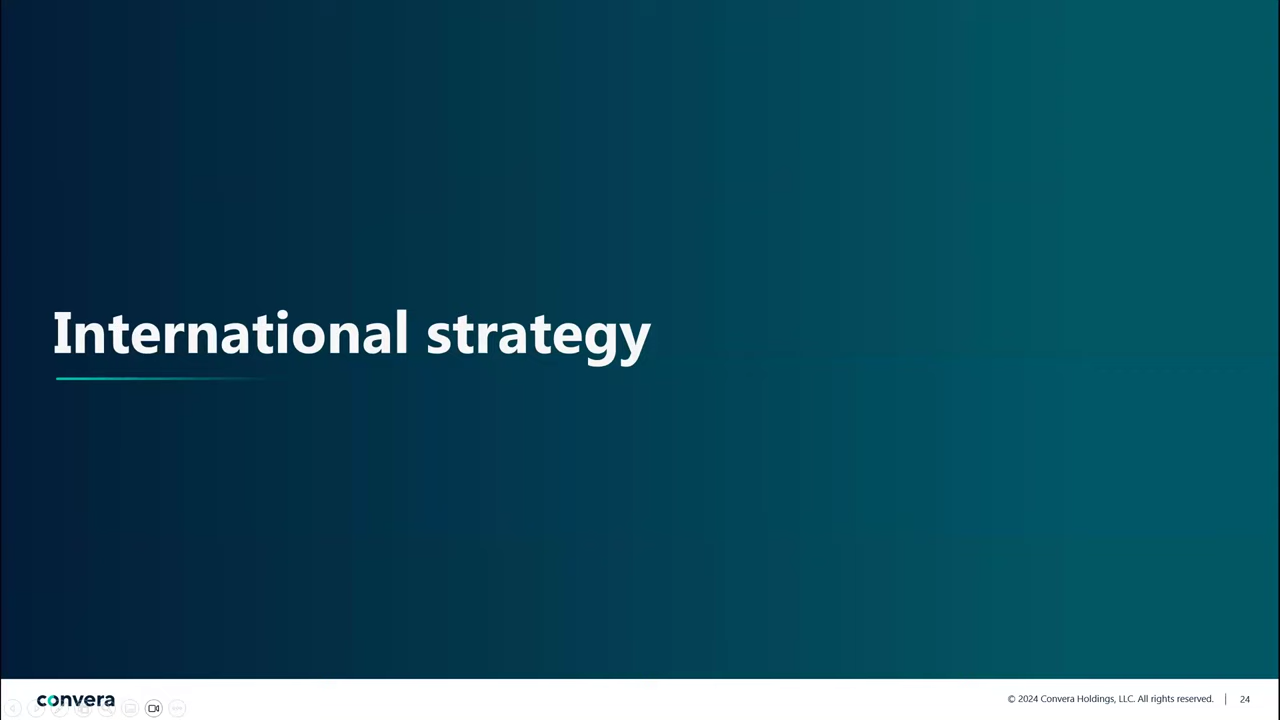 International strategy
convera
© 2024 Convera Holdings, LLC. All rights reserved. | 24